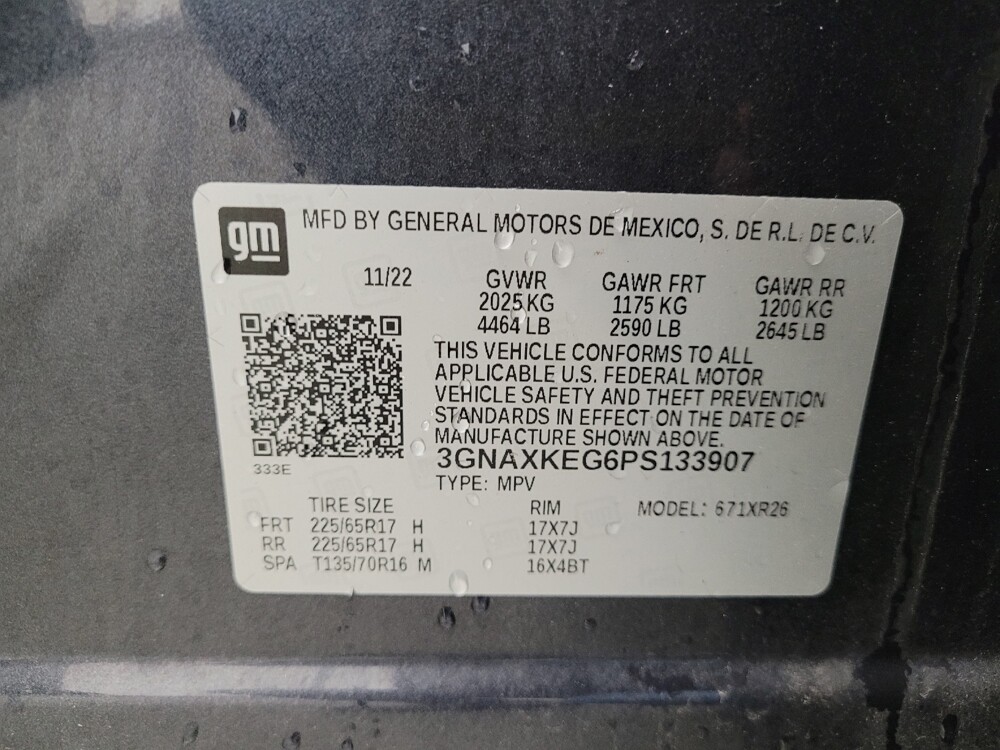 gm
MFD BY GENERAL MOTORS DE MEXICO, S. DE R.L. DE C.V.
11/22 GVWR GAWR FRT GAWR RR
2025 KG 1175 KG 1200 KG
4464 LB 2590 LB 2645 LB
THIS VEHICLE CONFORMS TO ALL
APPLICABLE U.S. FEDERAL MOTOR
VEHICLE SAFETY AND THEFT PREVENTION
STANDARDS IN EFFECT ON THE DATE OF
MANUFACTURE SHOWN ABOVE.
3GNAXKEG6PS133907
333E
TYPE: MPV
TIRE SIZE RIM MODEL: 671XR26
FRT 225/65R17 H 17X7J
RR 225/65R17 H 17X7J
SPA T135/70R16 M 16X4BT